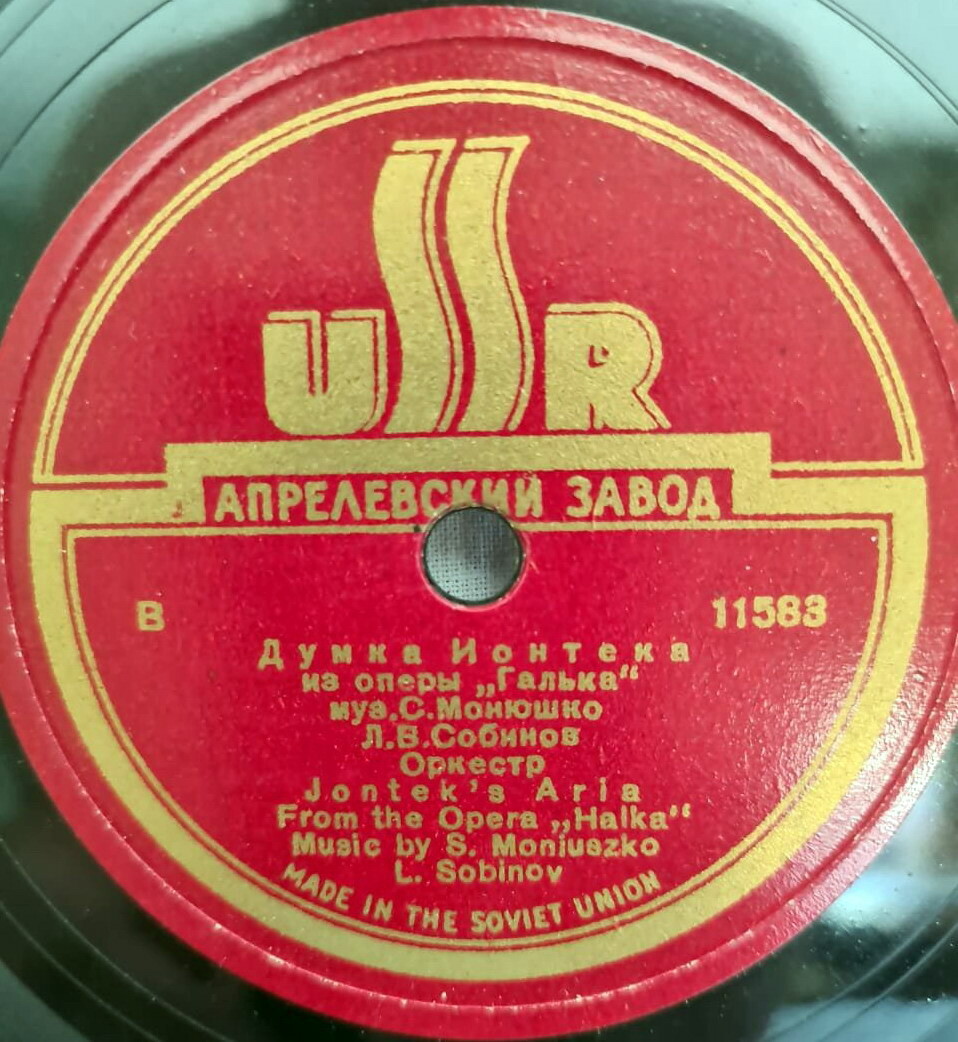 USSR
АПРЕЛЕВСКИЙ ЗАВОД
В 11583
Думка Ионтека
из оперы „Галька“
муз.С.Монюшко
Л.В.Собинов
Оркестр
Jontek's Aria
From the Opera „Halka“
Music by S. Moniuszko
L. Sobinov
MADE IN THE SOVIET UNION